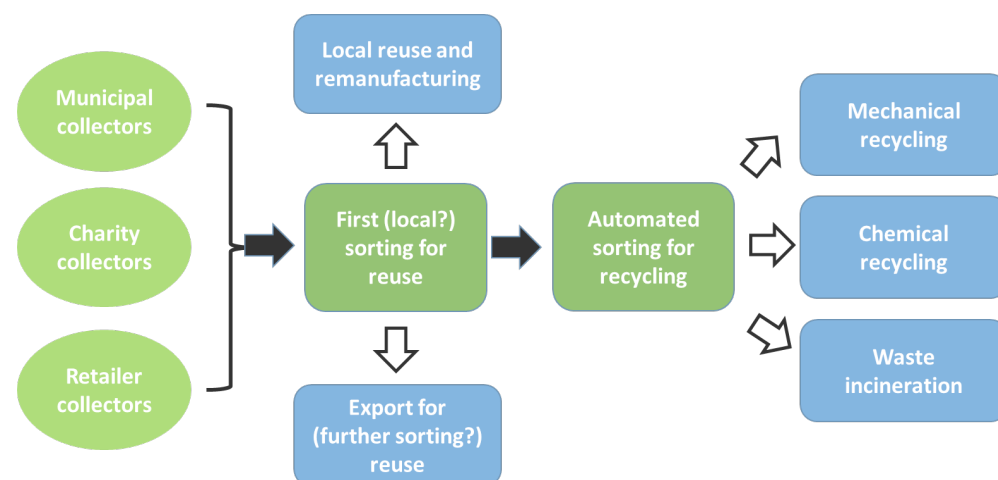 Municipal
collectors
Charity
collectors
Retailer
collectors
Local reuse and
remanufacturing
First (local?)
sorting for
reuse
Export for
(further sorting?)
reuse
Automated
sorting for
recycling
Mechanical
recycling
Chemical
recycling
Waste
incineration